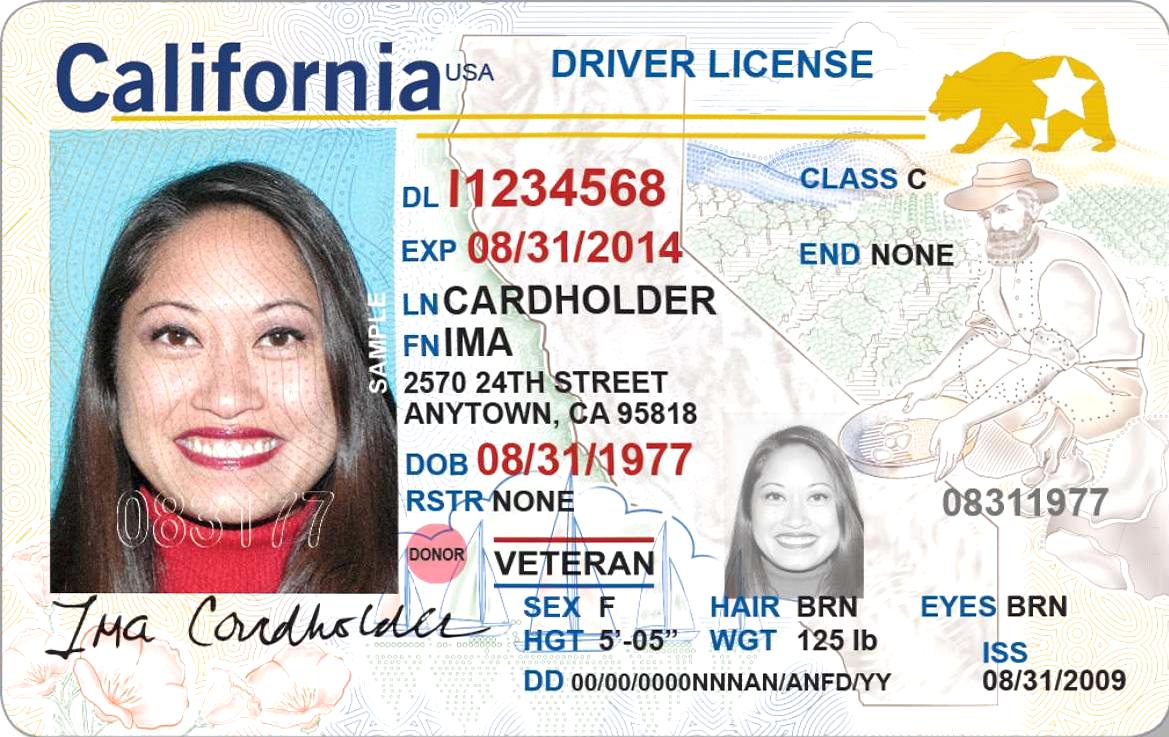 California USA DRIVER LICENSE
DL I1234568 CLASS C
EXP 08/31/2014 END NONE
LN CARDHOLDER
FN IMA
2570 24TH STREET
ANYTOWN, CA 95818
DOB 08/31/1977
RSTR NONE
08311977
DONOR VETERAN
SEX F HAIR BRN EYES BRN
HGT 5'-05" WGT 125 lb
ISS
DD 00/00/0000NNNAN/ANFD/YY 08/31/2009
SAMPLE
083177
Ima Cardholder